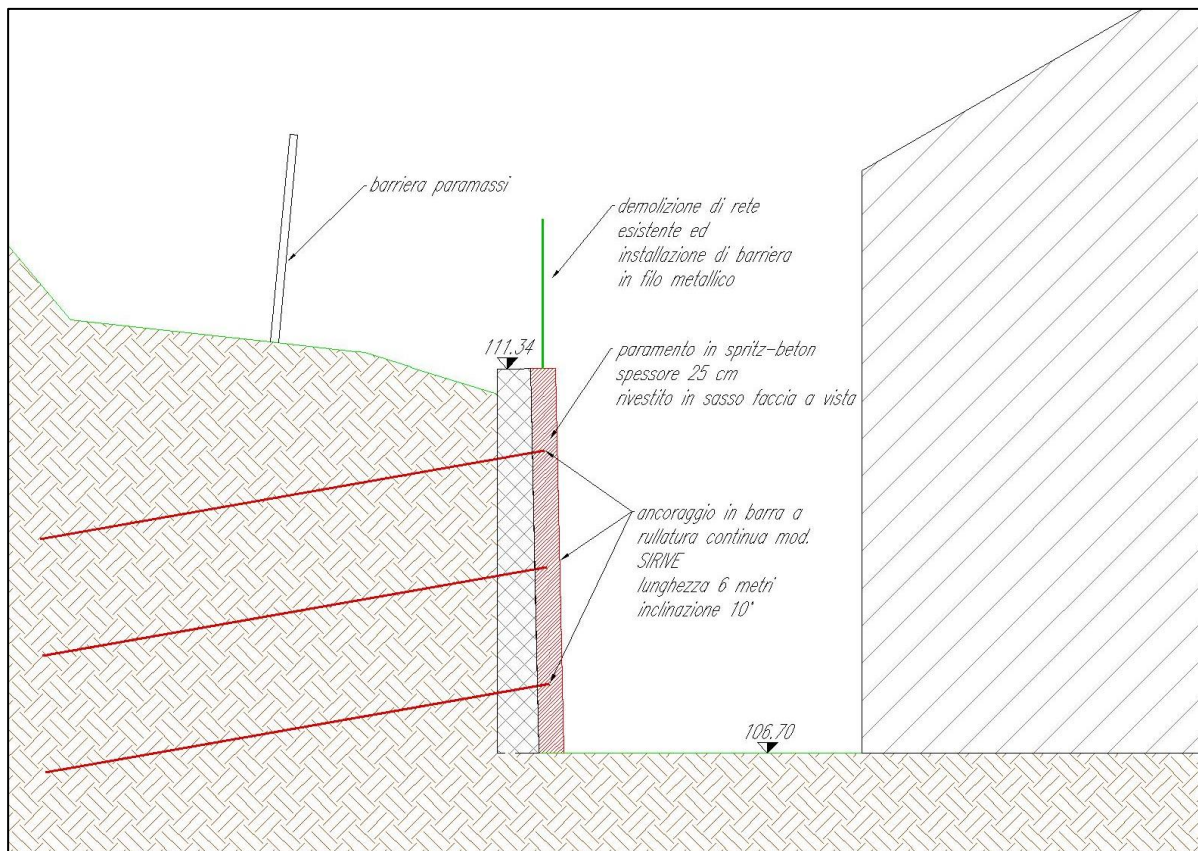 barriera paramassi
demolizione di rete
esistente ed
installazione di barriera
in filo metallico
111.34
paramento in spritz-beton
spessore 25 cm
rivestito in sasso faccia a vista
ancoraggio in barra a
rullatura continua mod.
SIRIVE
lunghezza 6 metri
inclinazione 10°
106.70